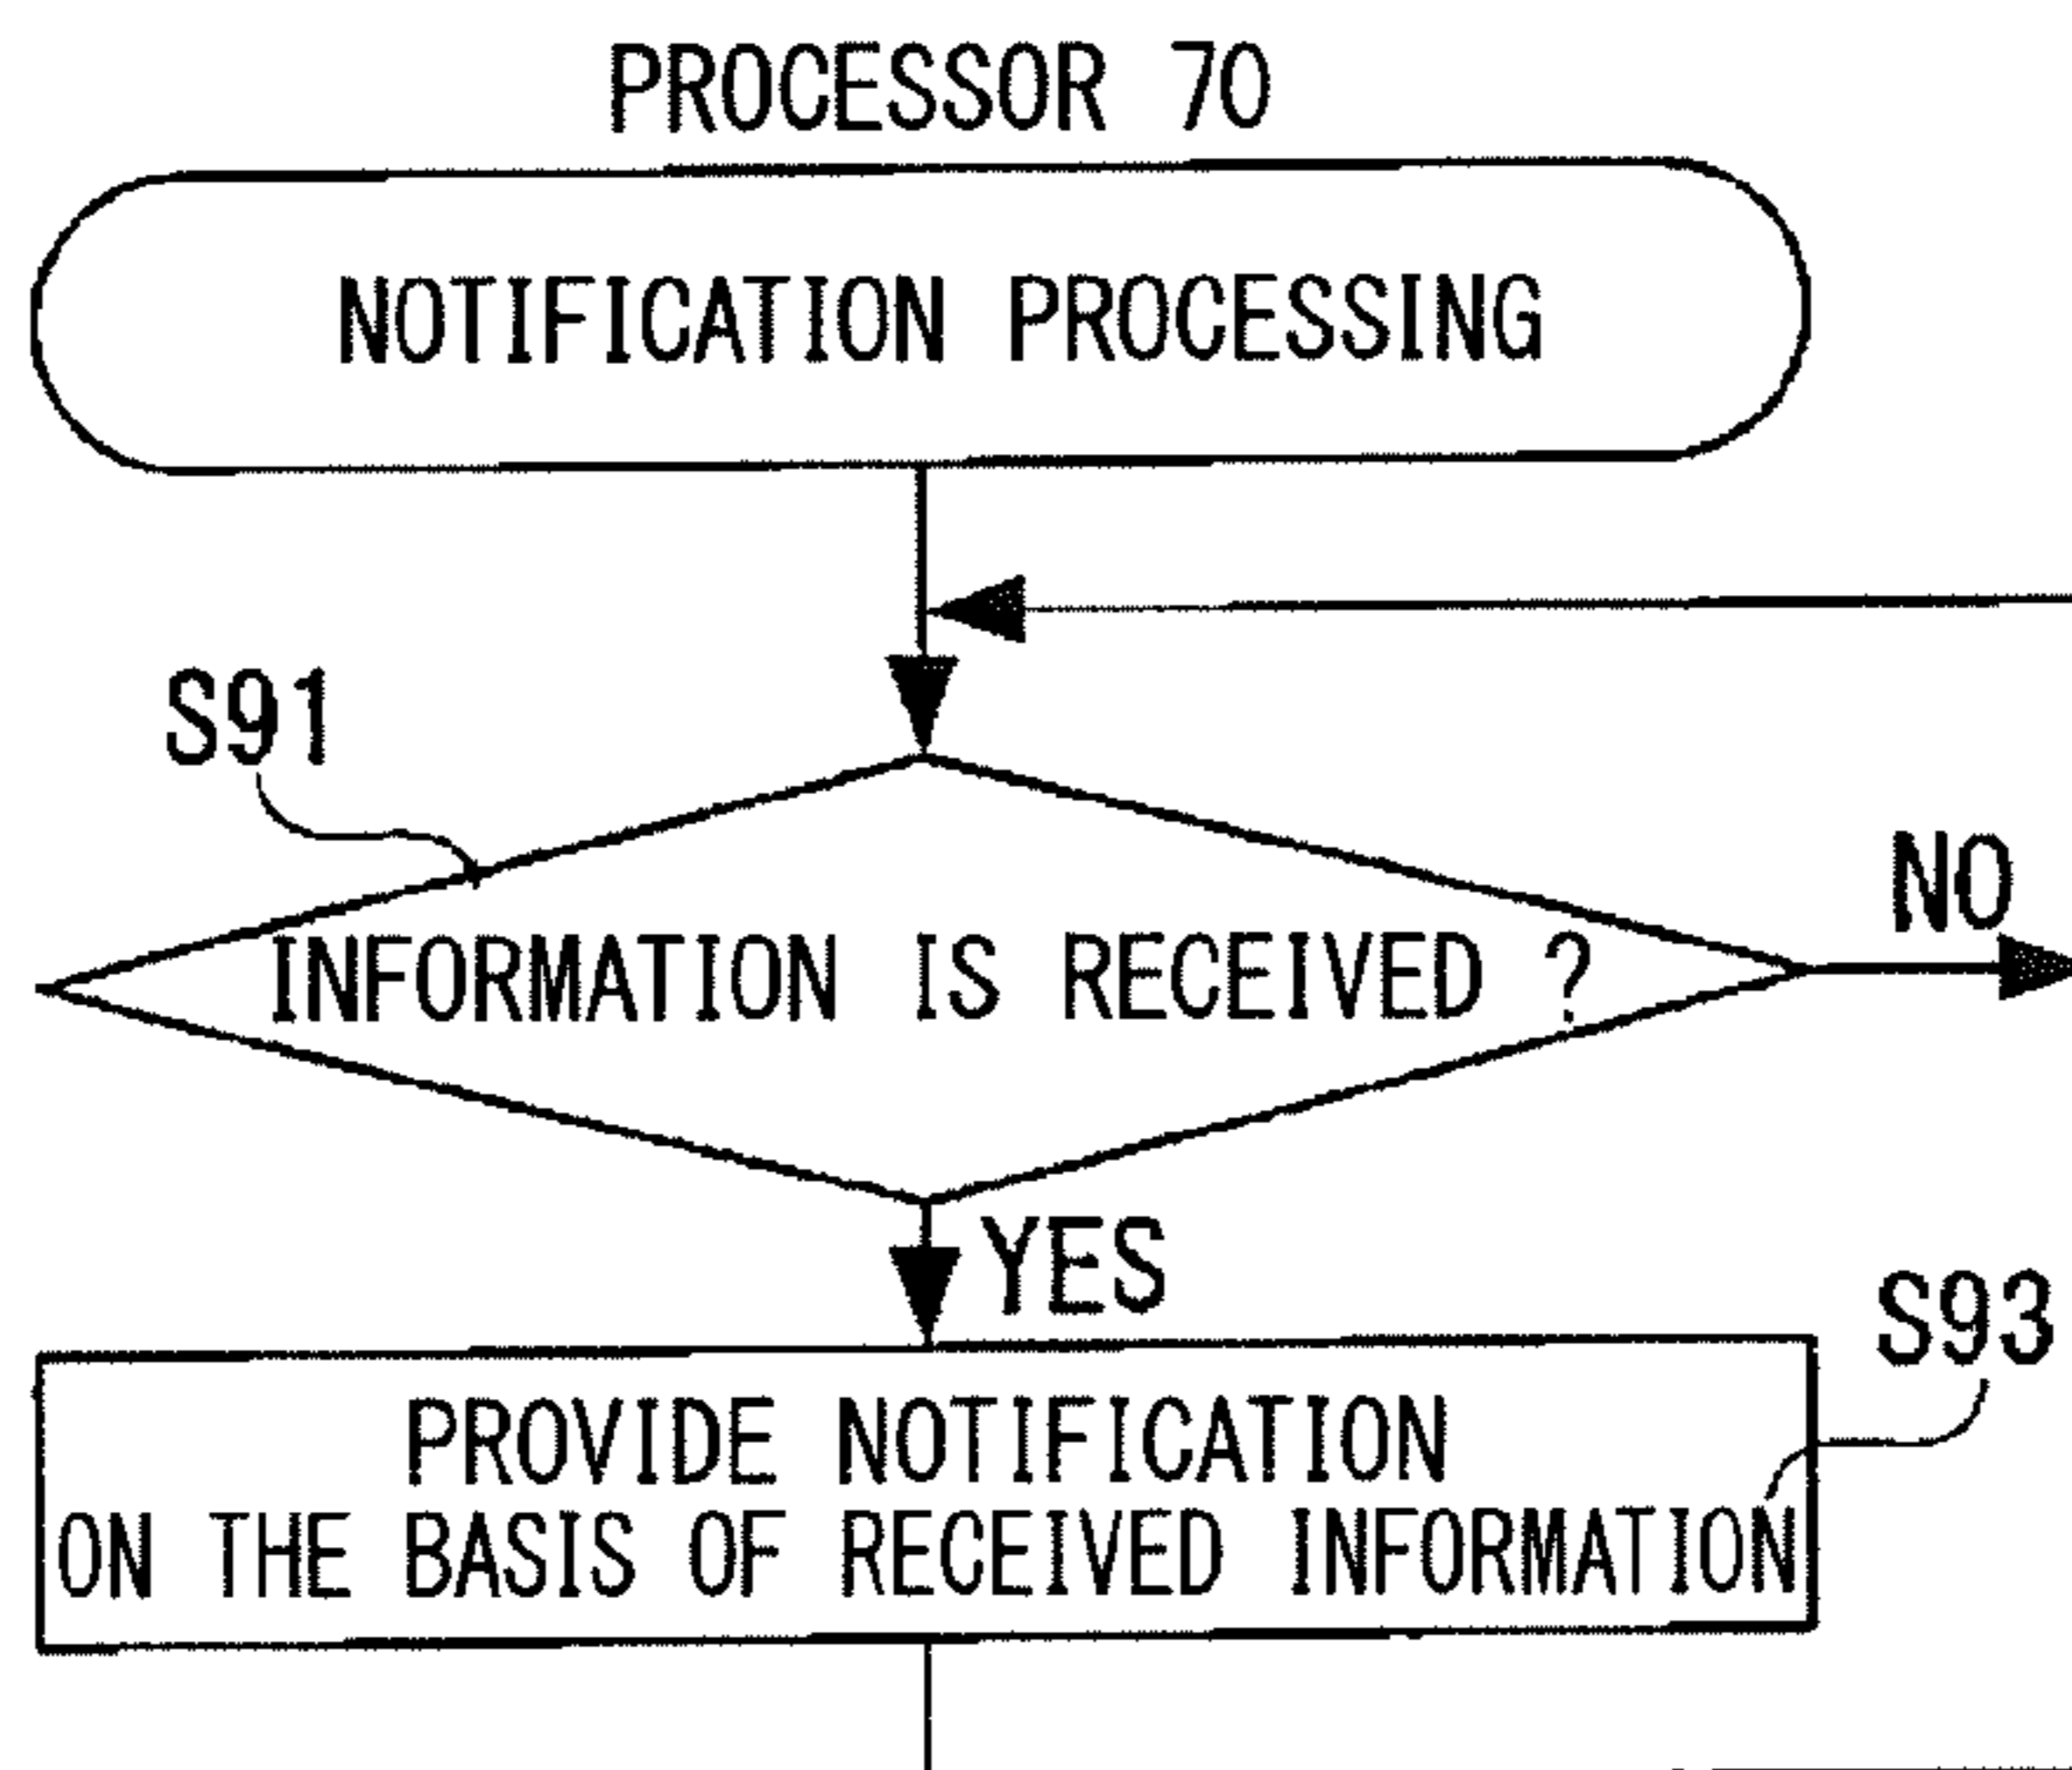 PROCESSOR 70
NOTIFICATION PROCESSING
S91
NO
INFORMATION IS RECEIVED ?
YES
S93
PROVIDE NOTIFICATION
ON THE BASIS OF RECEIVED INFORMATION